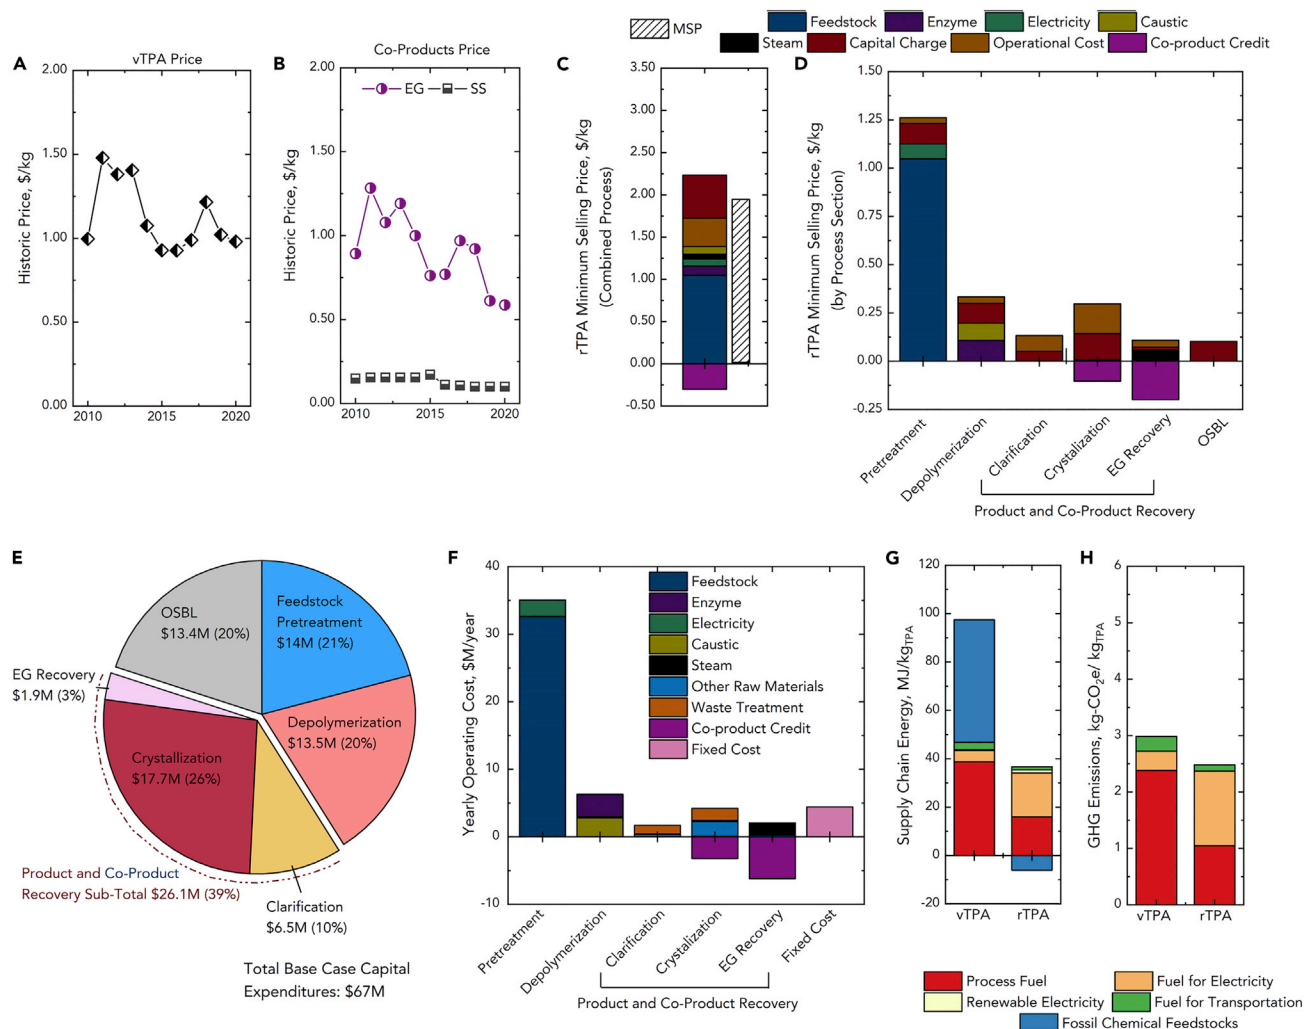 MSP
Feedstock
Enzyme
Electricity
Caustic
Steam
Capital Charge
Operational Cost
Co-product Credit
A
vTPA Price
Historic Price, $/kg
2.00
1.50
1.00
0.50
0.00
2010
2015
2020
B
Co-Products Price
EG
SS
Historic Price, $/kg
2.00
1.50
1.00
0.50
0.00
2010
2015
2020
C
rTPA Minimum Selling Price, $/kg
(Combined Process)
3.50
3.00
2.50
2.00
1.50
1.00
0.50
0.00
-0.50
D
rTPA Minimum Selling Price, $/kg
(by Process Section)
1.50
1.25
1.00
0.75
0.50
0.25
0.00
-0.25
Pretreatment
Depolymerization
Clarification
Crystalization
EG Recovery
OSBL
Product and Co-Product Recovery
E
OSBL
$13.4M (20%)
Feedstock
Pretreatment
$14M (21%)
EG Recovery
$1.9M (3%)
Depolymerization
$13.5M (20%)
Crystallization
$17.7M (26%)
Product and Co-Product
Recovery Sub-Total $26.1M (39%)
Clarification
$6.5M (10%)
Total Base Case Capital
Expenditures: $67M
F
Yearly Operating Cost, $M/year
40
30
20
10
0
-10
Feedstock
Enzyme
Electricity
Caustic
Steam
Other Raw Materials
Waste Treatment
Co-product Credit
Fixed Cost
Pretreatment
Depolymerization
Clarification
Crystalization
EG Recovery
Fixed Cost
Product and Co-Product Recovery
G
Supply Chain Energy, MJ/kgTPA
120
100
80
60
40
20
0
-20
vTPA
rTPA
H
GHG Emissions, kg-CO2e/ kgTPA
6
5
4
3
2
1
0
vTPA
rTPA
Process Fuel
Fuel for Electricity
Renewable Electricity
Fuel for Transportation
Fossil Chemical Feedstocks